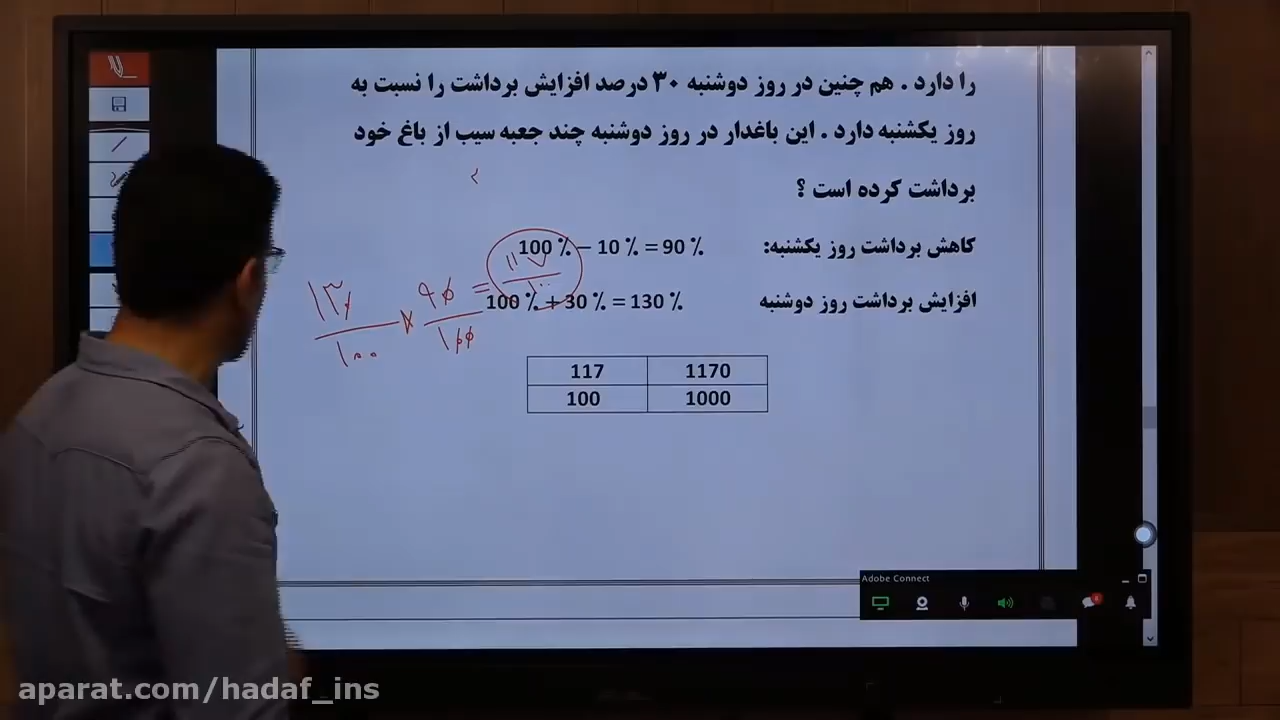 را دارد . هم چنین در روز دوشنبه ۳۰ درصد افزایش برداشت را نسبت به
روز یکشنبه دارد . این باغدار در روز دوشنبه چند جعبه سیب از باغ خود
برداشت کرده است ؟
کاهش برداشت روز یکشنبه: 100 ٪ − 10 ٪ = 90 ٪
افزایش برداشت روز دوشنبه 100 ٪ + 30 ٪ = 130 ٪
۱۳۰/۱۰۰ × ۹۰/۱۰۰ = ۱۱۷/۱۰۰
117 1170
100 1000
Adobe Connect
aparat.com/hadaf_ins